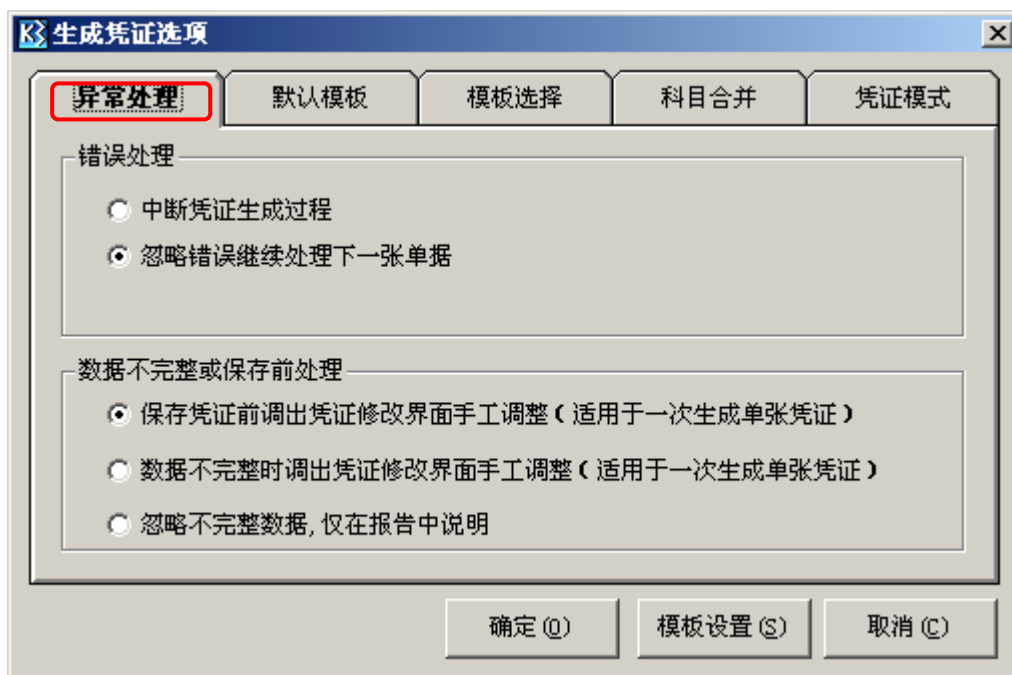 K3 生成凭证选项
异常处理 默认模板 模板选择 科目合并 凭证模式
错误处理
中断凭证生成过程
忽略错误继续处理下一张单据
数据不完整或保存前处理
保存凭证前调出凭证修改界面手工调整(适用于一次生成单张凭证)
数据不完整时调出凭证修改界面手工调整(适用于一次生成单张凭证)
忽略不完整数据,仅在报告中说明
确定(O) 模板设置(S) 取消(C)